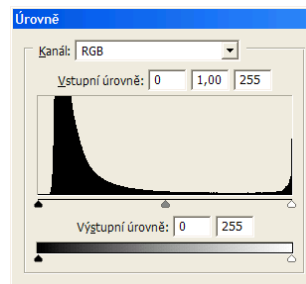 Úrovně
Kanál: RGB
Vstupní úrovně: 0 1,00 255
Výstupní úrovně: 0 255